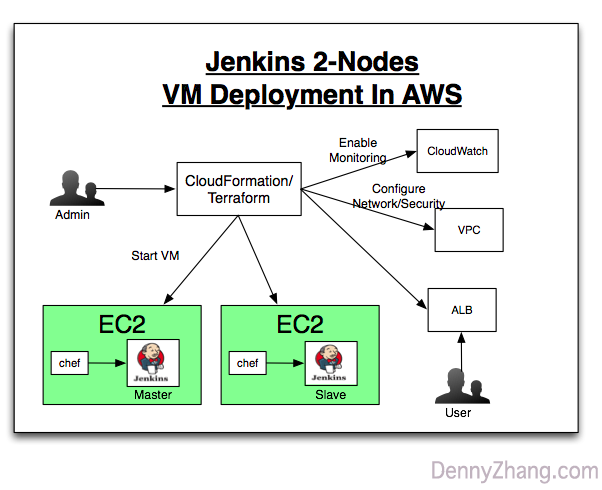 Jenkins 2-Nodes
VM Deployment In AWS
Enable
Monitoring
CloudWatch
CloudFormation/
Terraform
Configure
Network/Security
Admin
VPC
Start VM
ALB
EC2
chef
Jenkins
Master
EC2
chef
Jenkins
Slave
User
DennyZhang.com